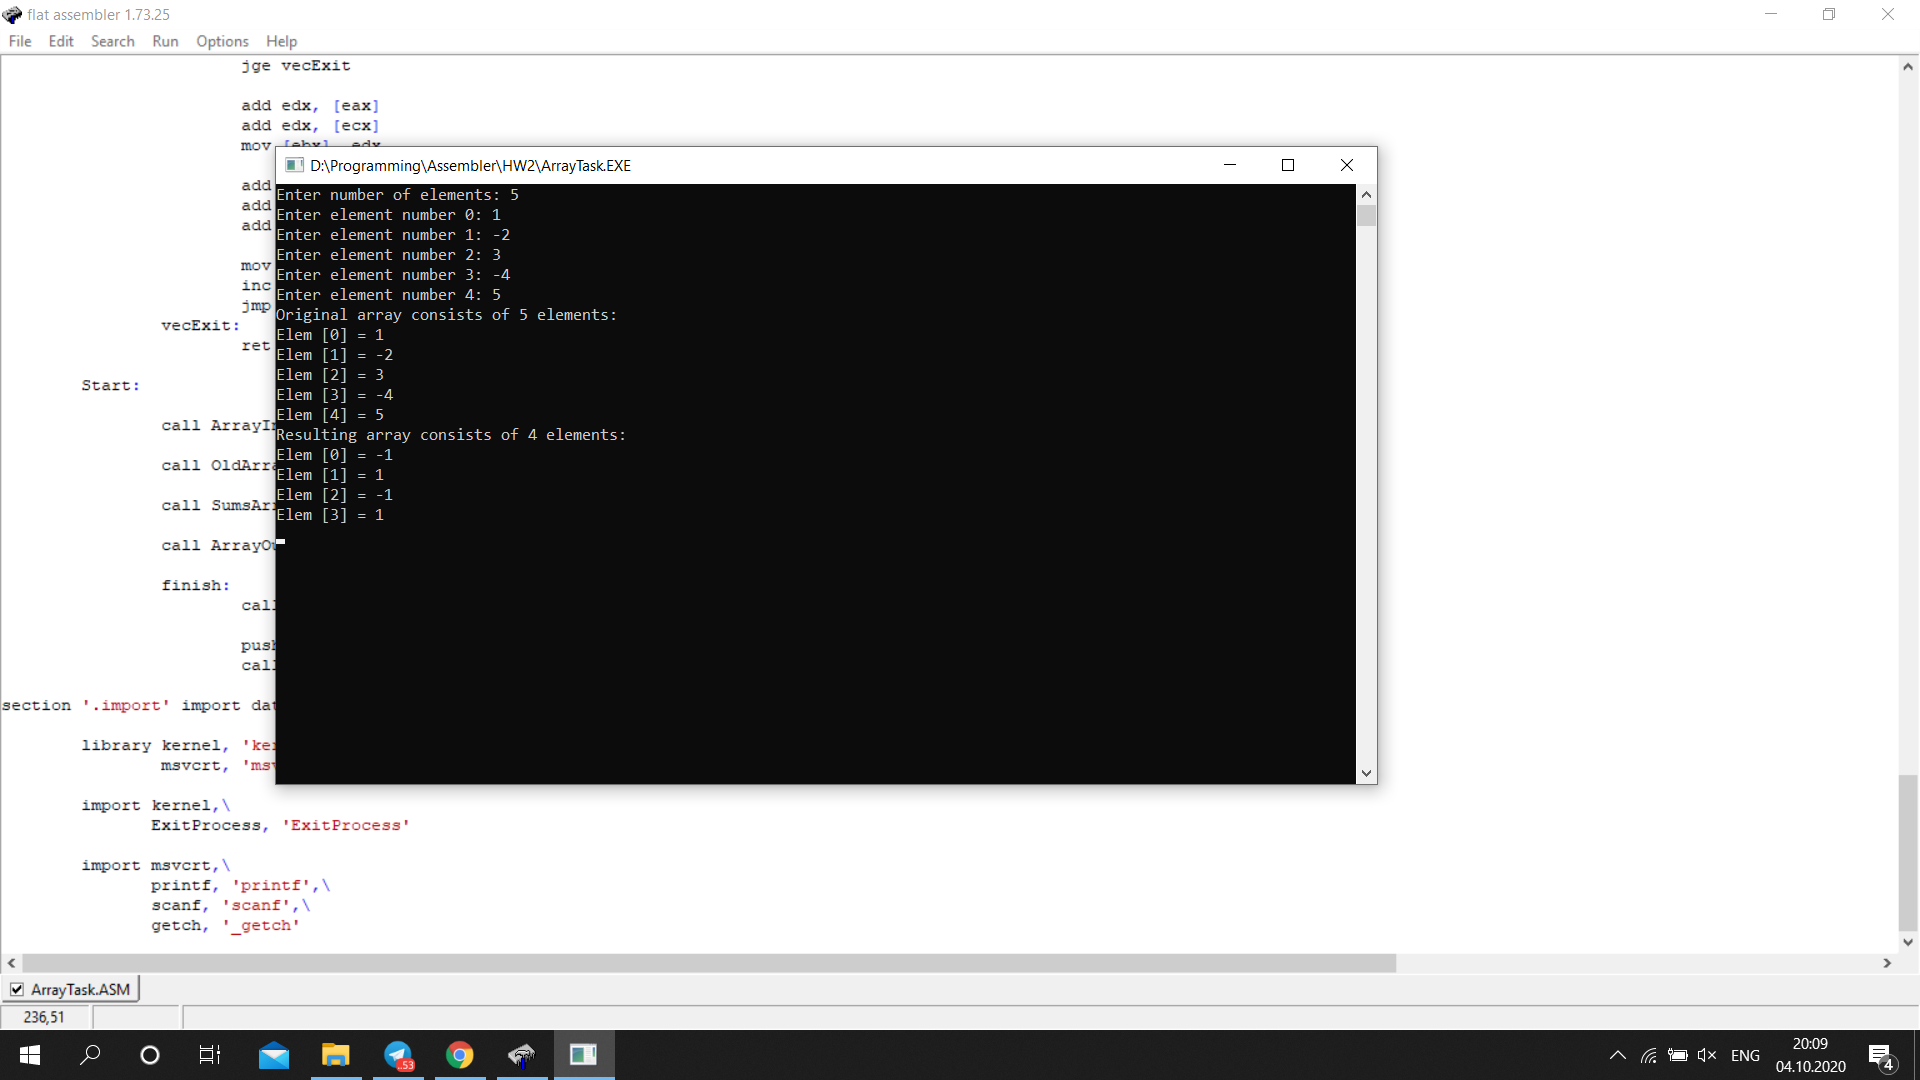 flat assembler 1.73.25
File Edit Search Run Options Help
jge vecExit
add edx, [eax]
add edx, [ecx]
mov [ebx], edx
D:\Programming\Assembler\HW2\ArrayTask.EXE
add
add
add
mov
inc
jmp
vecExit:
ret
Start:
call ArrayI
call OldArra
call SumsAr
call ArrayO
finish:
call
push
call
Enter number of elements: 5
Enter element number 0: 1
Enter element number 1: -2
Enter element number 2: 3
Enter element number 3: -4
Enter element number 4: 5
Original array consists of 5 elements:
Elem [0] = 1
Elem [1] = -2
Elem [2] = 3
Elem [3] = -4
Elem [4] = 5
Resulting array consists of 4 elements:
Elem [0] = -1
Elem [1] = 1
Elem [2] = -1
Elem [3] = 1
section '.import' import dat
library kernel, 'ker
msvcrt, 'msv
import kernel,\
ExitProcess, 'ExitProcess'
import msvcrt,\
printf, 'printf',\
scanf, 'scanf',\
getch, '_getch'
ArrayTask.ASM
236,51
..53
ENG
20:09
04.10.2020
4